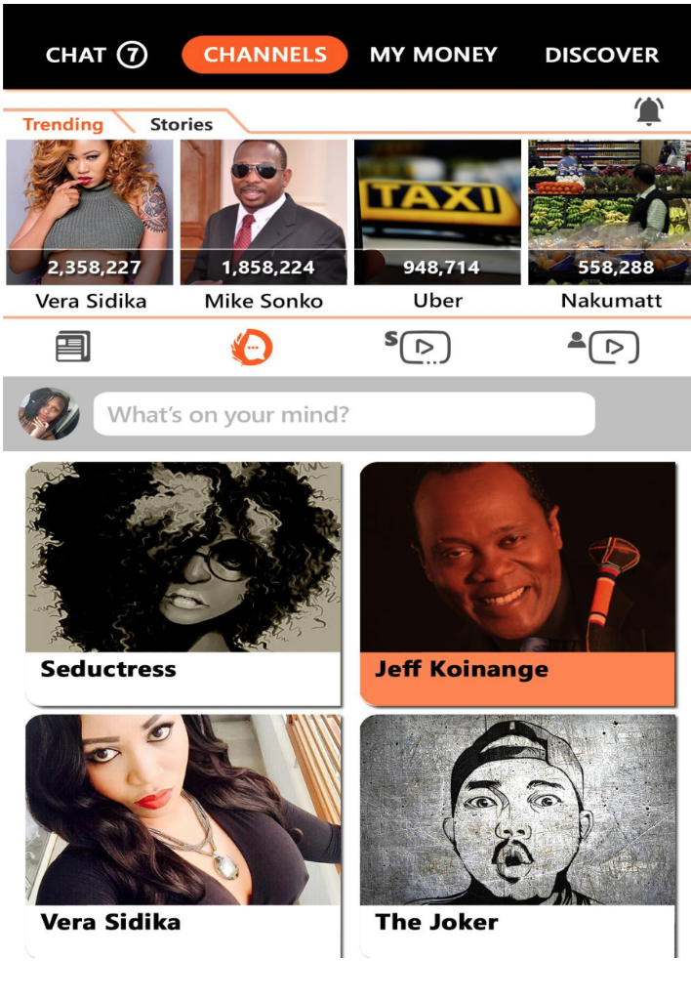 CHAT 7 CHANNELS MY MONEY DISCOVER
Trending Stories
TAXI
2,358,227 1,858,224 948,714 558,288
Vera Sidika Mike Sonko Uber Nakumatt
S
What's on your mind?
Seductress Jeff Koinange
Vera Sidika The Joker